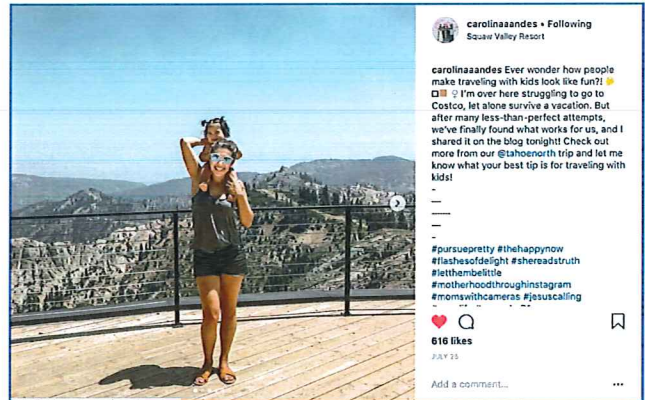 carolinaaandes • Following
Squaw Valley Resort
carolinaaandes Ever wonder how people
make traveling with kids look like fun?!
I'm over here struggling to go to
Costco, let alone survive a vacation. But
after many less-than-perfect attempts,
we've finally found what works for us, and I
shared it on the blog tonight! Check out
more from our @tahoenorth trip and let me
know what your best tip is for traveling with
kids!
-
—
-------
—
-
#pursuepretty #thehappynow
#flashesofdelight #shereadstruth
#letthembelittle
#motherhoodthroughinstagram
#momswithcameras #jesuscalling
616 likes
JULY 25
Add a comment...